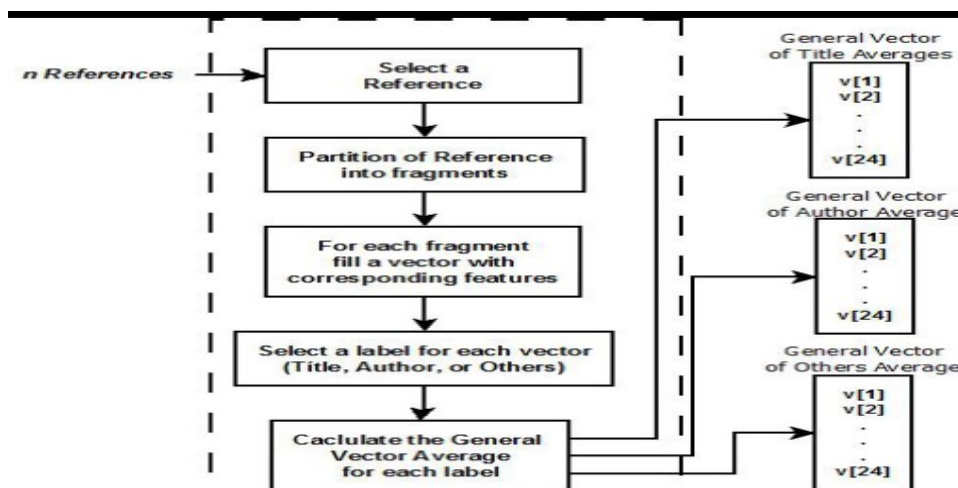 n References
Select a
Reference
Partition of Reference
into fragments
For each fragment
fill a vector with
corresponding features
Select a label for each vector
(Title, Author, or Others)
Caclulate the General
Vector Average
for each label
General Vector
of Title Averages
v[1]
v[2]
.
.
v[24]
General Vector
of Author Average
v[1]
v[2]
.
.
.
v[24]
General Vector
of Others Average
v[1]
v[2]
.
.
.
v[24]